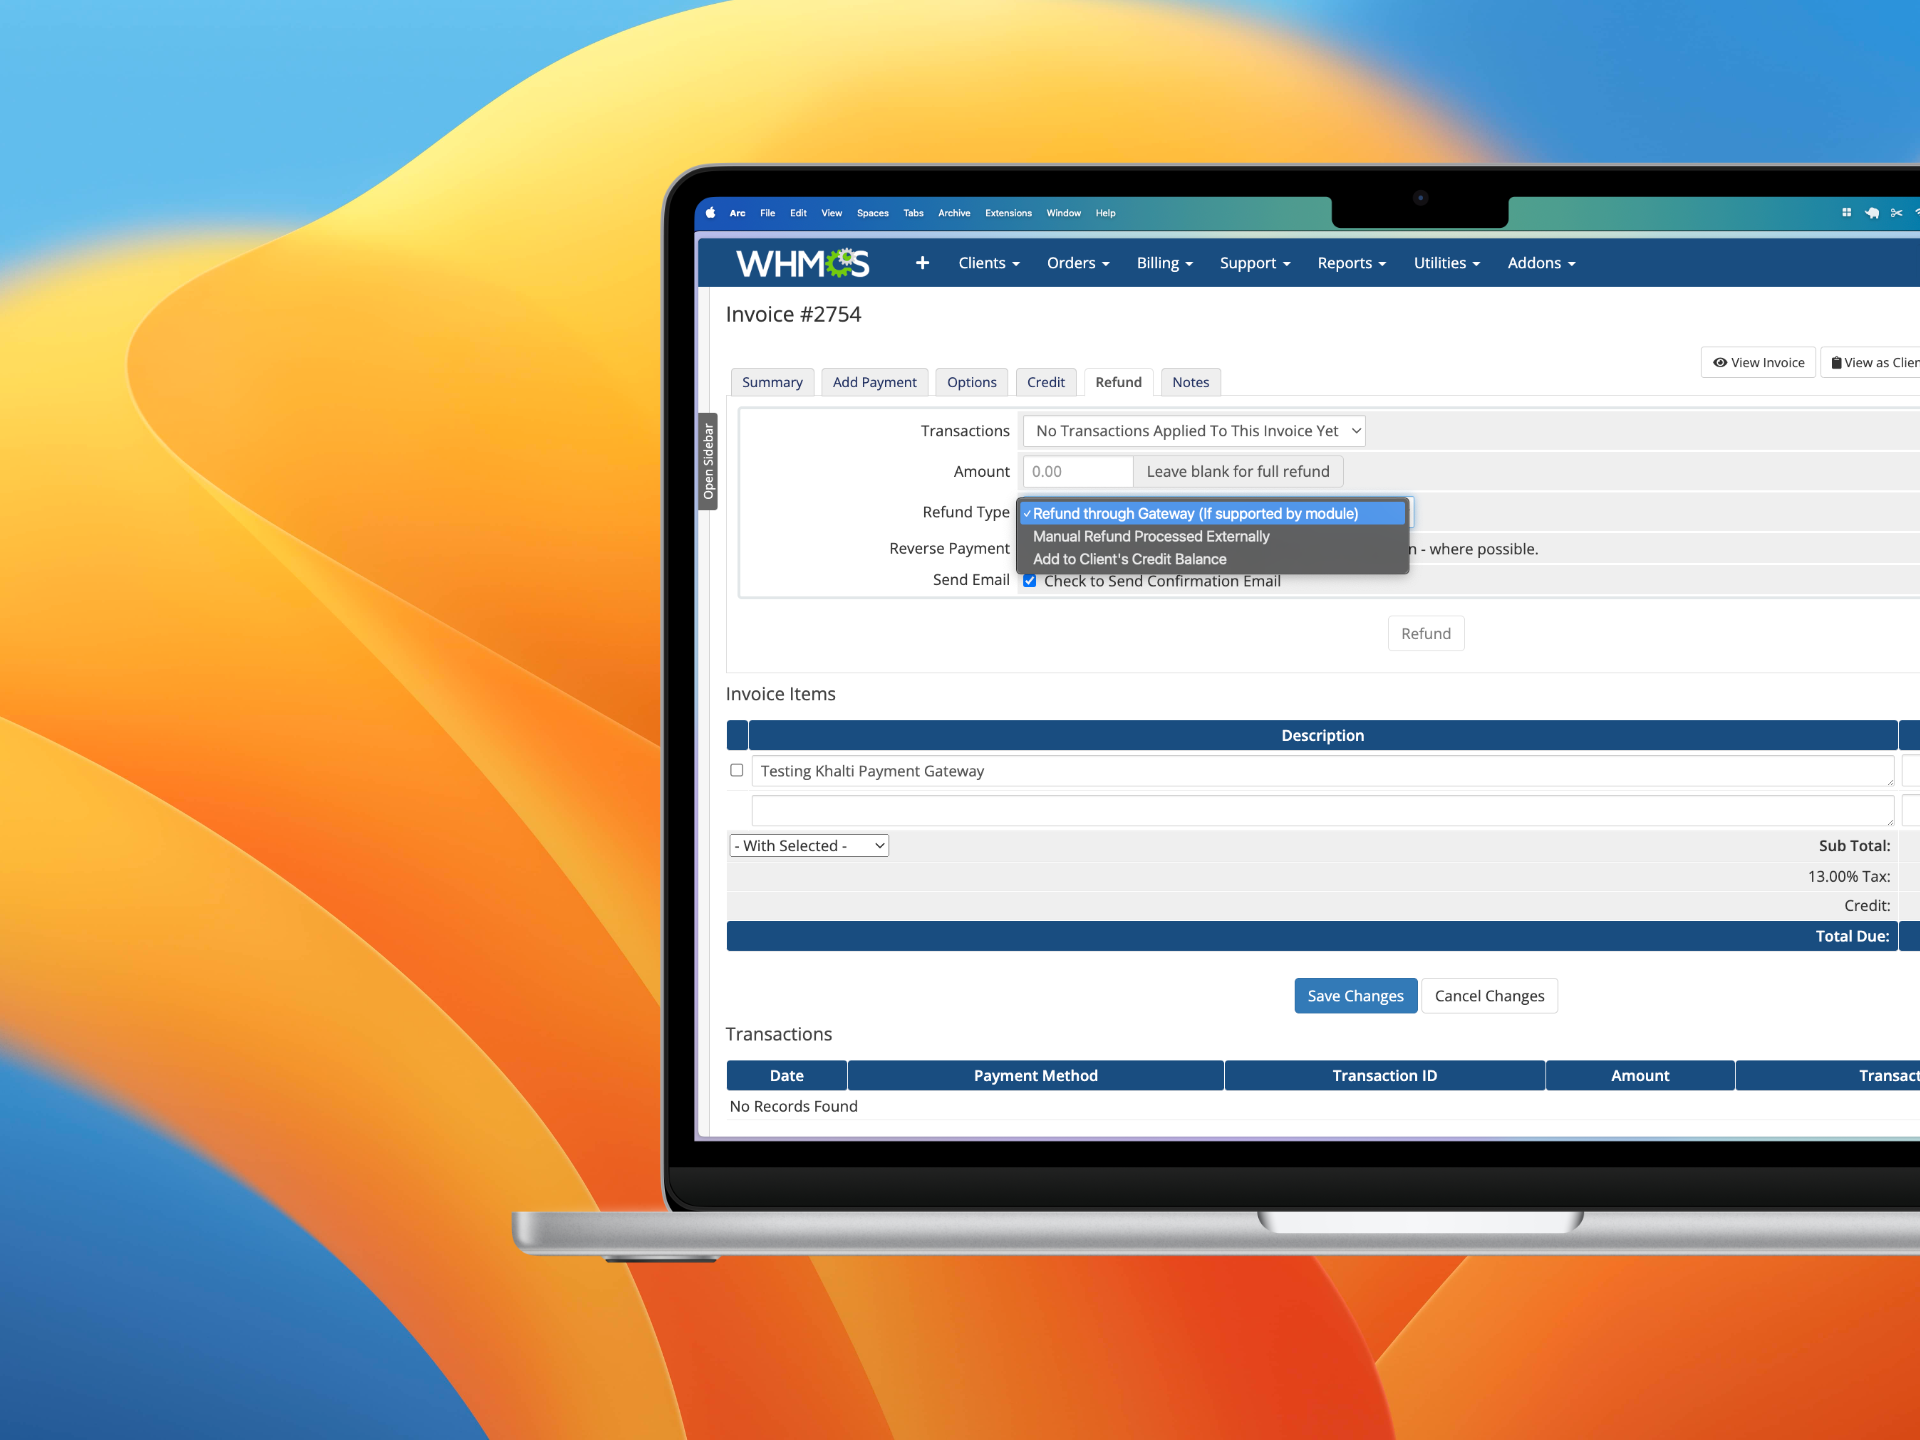 Arc File Edit View Spaces Tabs Archive Extensions Window Help
WHMCS
+ Clients Orders Billing Support Reports Utilities Addons
Invoice #2754
View Invoice View as Clien
Summary Add Payment Options Credit Refund Notes
Open Sidebar
Transactions No Transactions Applied To This Invoice Yet
Amount 0.00 Leave blank for full refund
Refund Type ✓Refund through Gateway (If supported by module)
Manual Refund Processed Externally
Reverse Payment n - where possible.
Add to Client's Credit Balance
Send Email Check to Send Confirmation Email
Refund
Invoice Items
Description
Testing Khalti Payment Gateway
- With Selected - Sub Total:
13.00% Tax:
Credit:
Total Due:
Save Changes Cancel Changes
Transactions
Date Payment Method Transaction ID Amount Transact
No Records Found